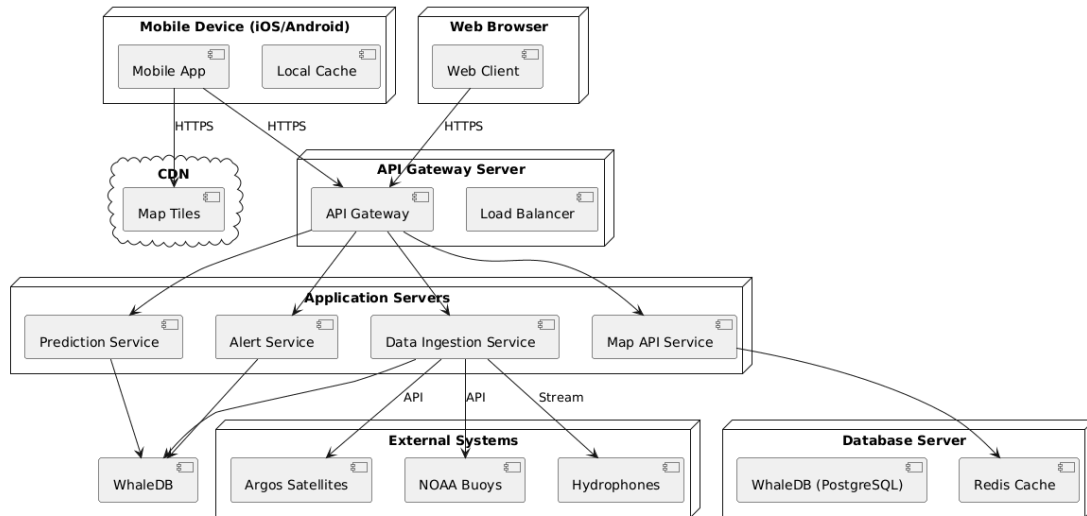 Mobile Device (iOS/Android)
Mobile App
Local Cache
Web Browser
Web Client
HTTPS
HTTPS
HTTPS
CDN
Map Tiles
API Gateway Server
API Gateway
Load Balancer
Application Servers
Prediction Service
Alert Service
Data Ingestion Service
Map API Service
API
API
Stream
WhaleDB
External Systems
Argos Satellites
NOAA Buoys
Hydrophones
Database Server
WhaleDB (PostgreSQL)
Redis Cache